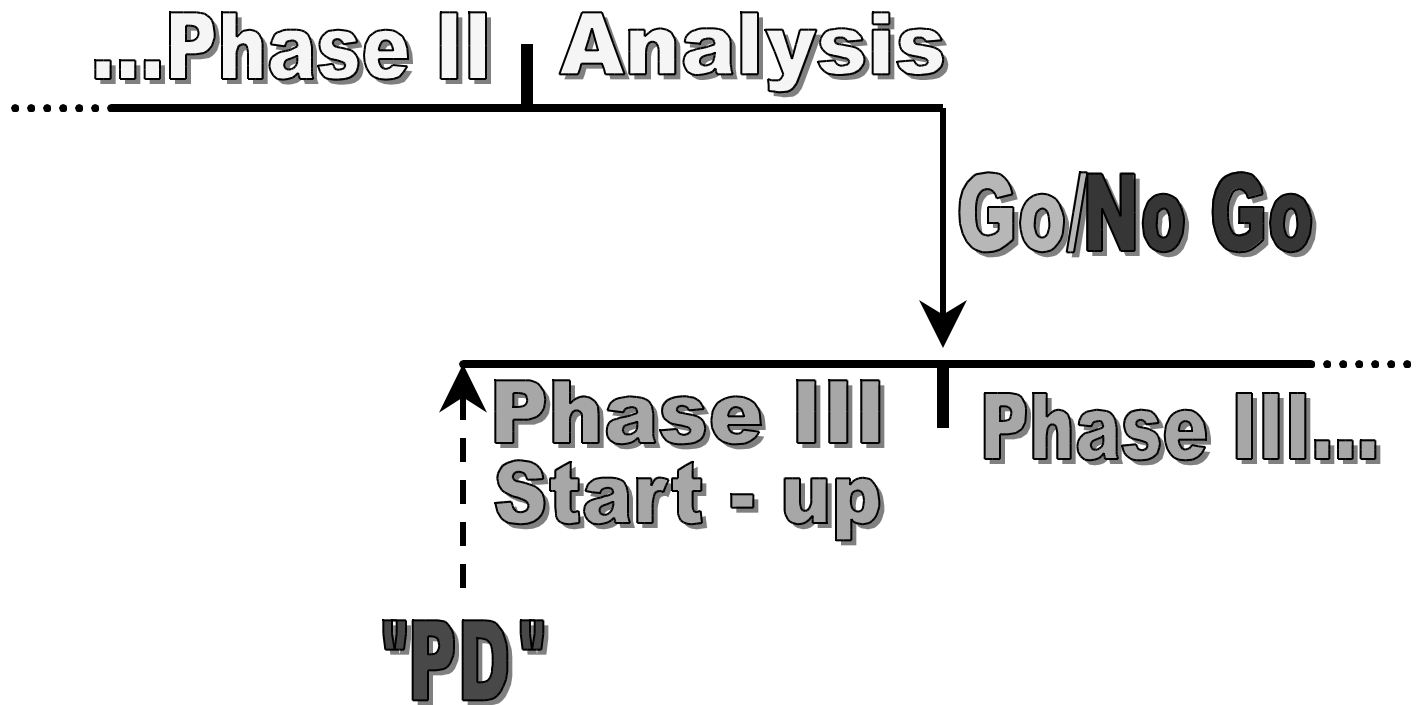 ...Phase II Analysis
Go/No Go
Phase III
Start - up
Phase III...
"PD"